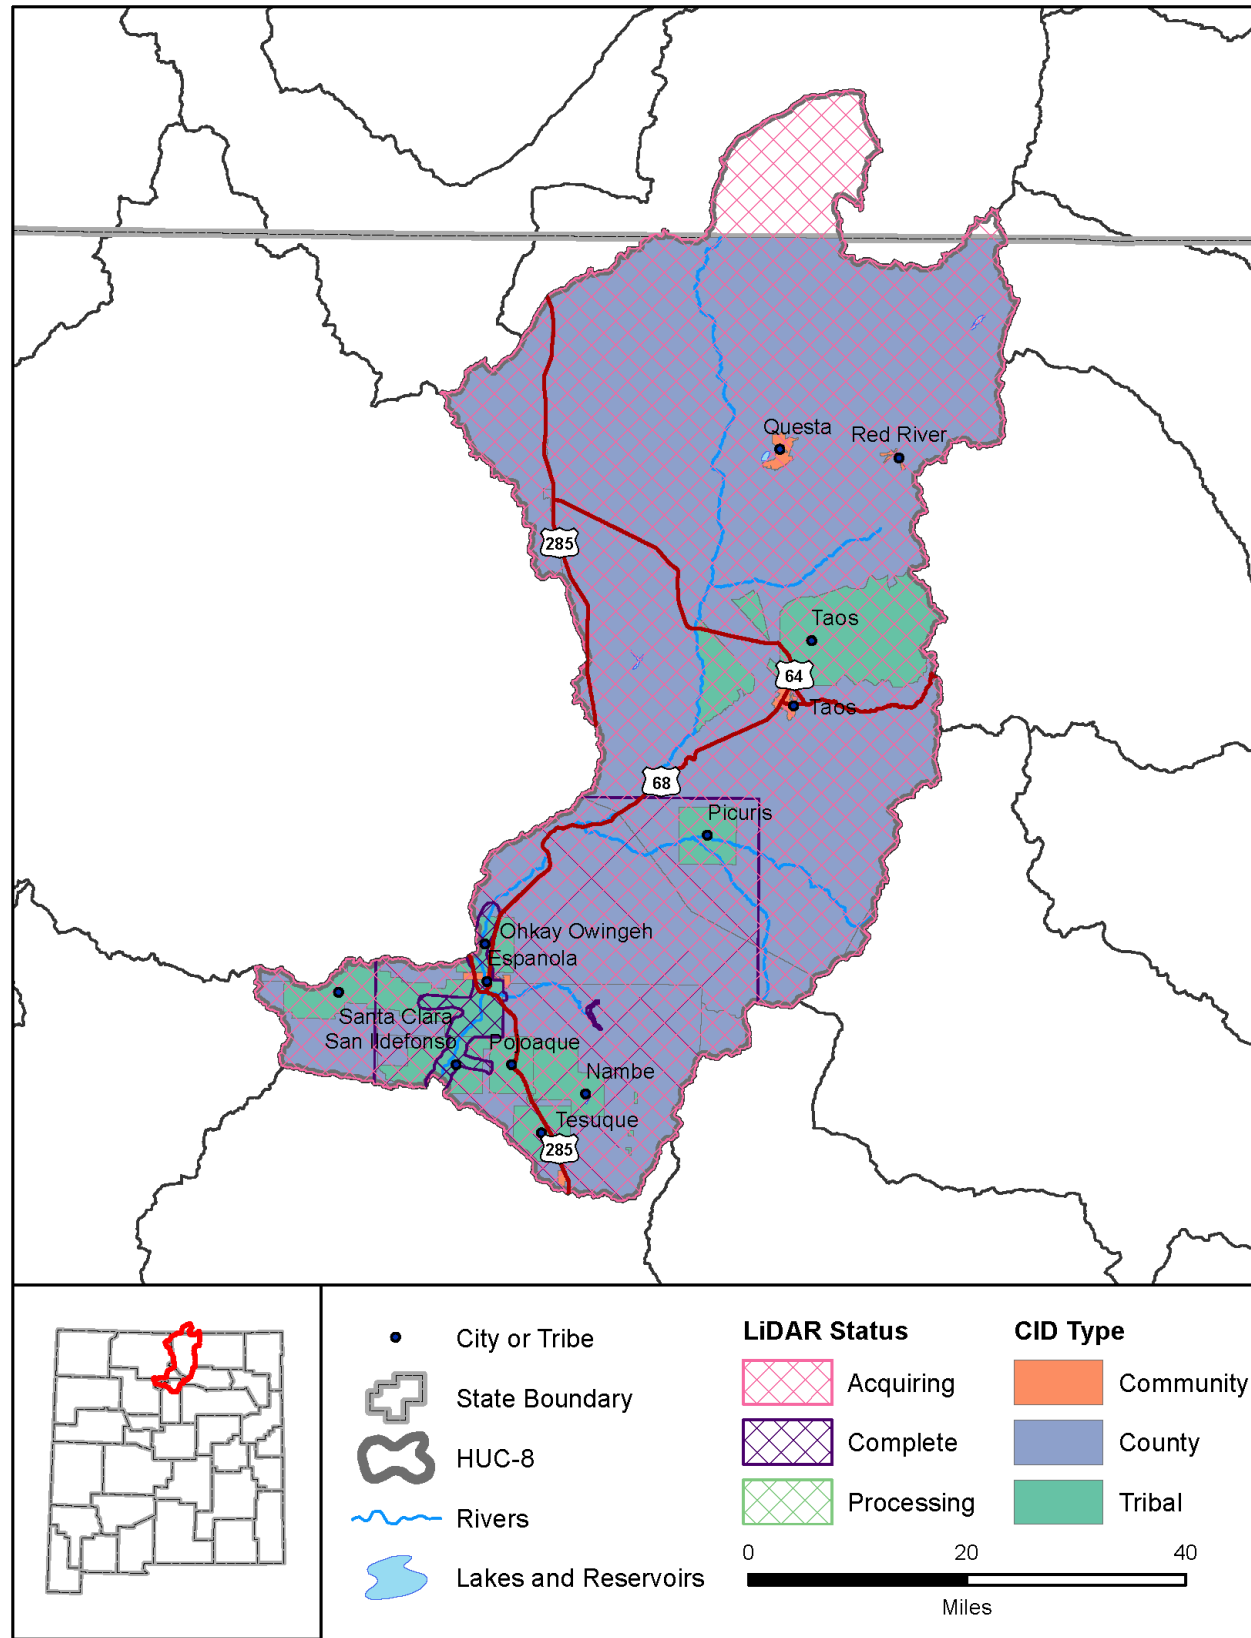 Questa
Red River
285
Taos
64
Taos
68
Picuris
Ohkay Owingeh
Espanola
Santa Clara
San Ildefonso
Pojoaque
Nambe
Tesuque
285
City or Tribe
State Boundary
HUC-8
Rivers
Lakes and Reservoirs
LiDAR Status
Acquiring
Complete
Processing
CID Type
Community
County
Tribal
0 20 40
Miles